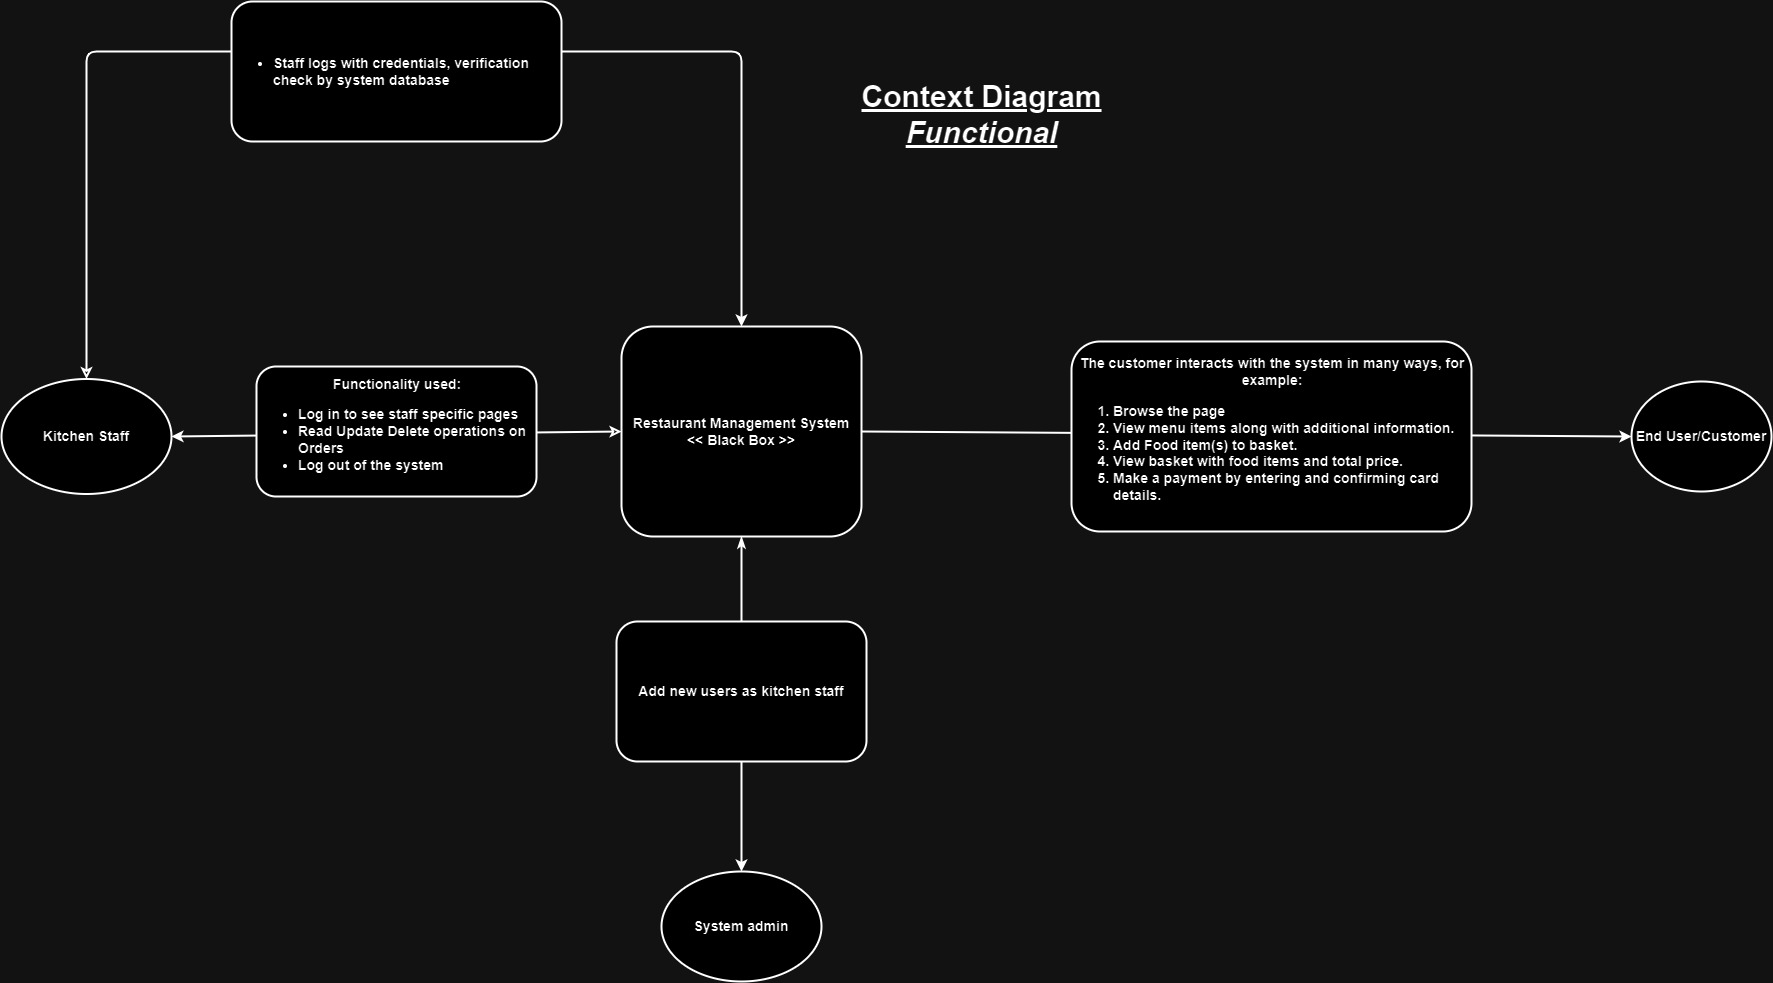 • Staff logs with credentials, verification
check by system database
Context Diagram
Functional
Kitchen Staff
Functionality used:
• Log in to see staff specific pages
• Read Update Delete operations on
Orders
• Log out of the system
Restaurant Management System
<< Black Box >>
The customer interacts with the system in many ways, for
example:
1. Browse the page
2. View menu items along with additional information.
3. Add Food item(s) to basket.
4. View basket with food items and total price.
5. Make a payment by entering and confirming card
details.
End User/Customer
Add new users as kitchen staff
System admin